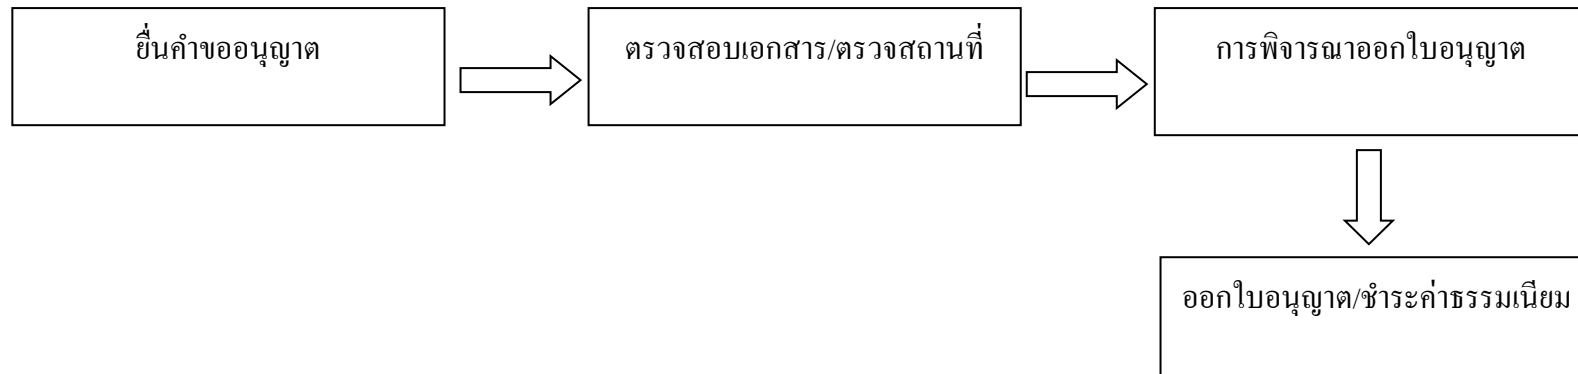 ยื่นคำขออนุญาต
ตรวจสอบเอกสาร/ตรวจสถานที่
การพิจารณาออกใบอนุญาต
ออกใบอนุญาต/ชำระค่าธรรมเนียม